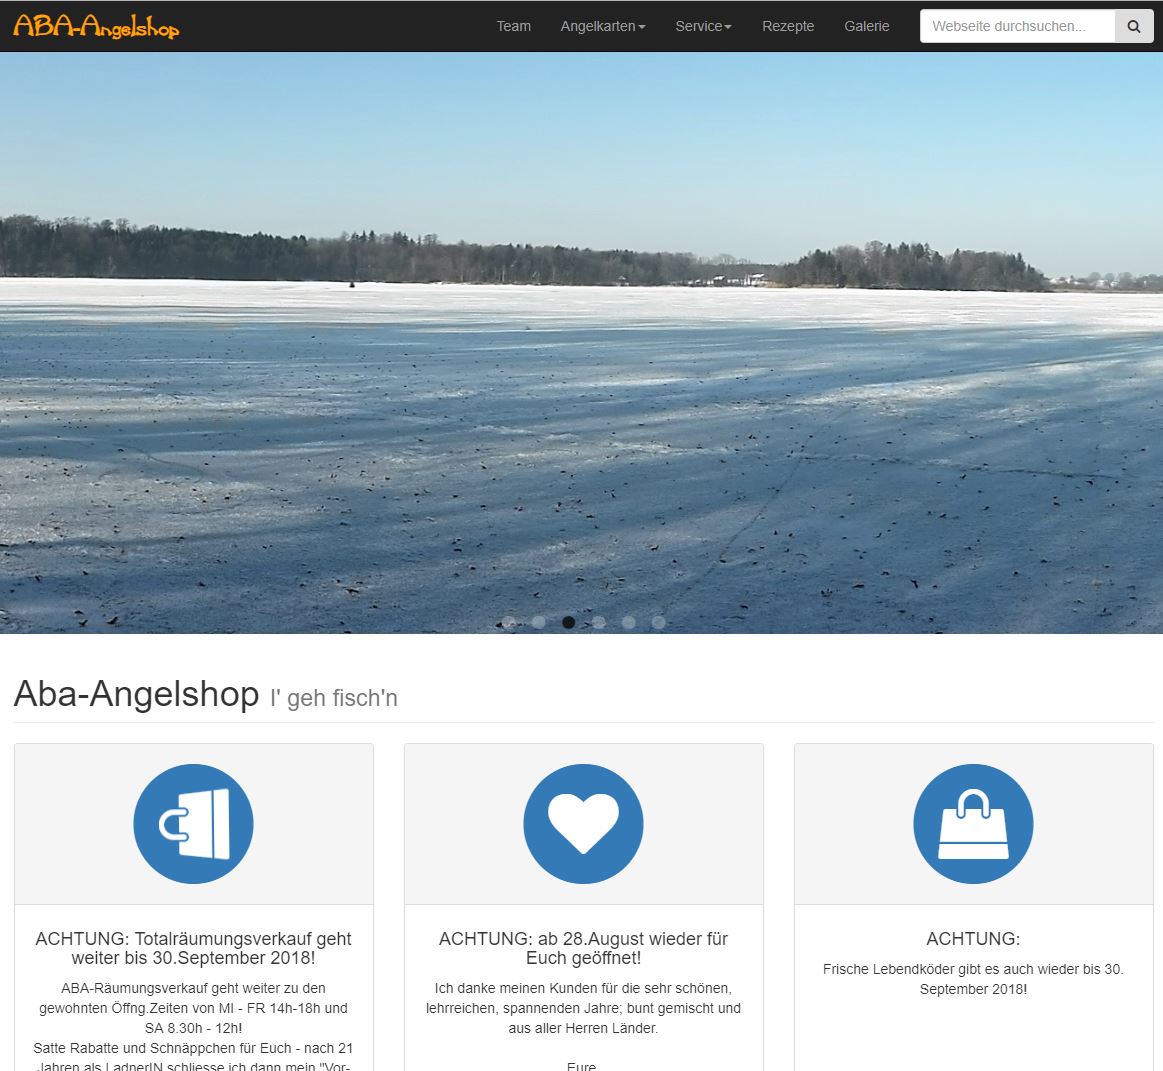 ABA-Angelshop
Team
Angelkarten
Service
Rezepte
Galerie
Webseite durchsuchen...
Aba-Angelshop I' geh fisch'n
ACHTUNG: Totalräumungsverkauf geht
weiter bis 30.September 2018!
ABA-Räumungsverkauf geht weiter zu den
gewohnten Öffng.Zeiten von MI - FR 14h-18h und
SA 8.30h - 12h!
Satte Rabatte und Schnäppchen für Euch - nach 21
Jahren als LadnerIN schliesse ich dann mein "Vor-
ACHTUNG: ab 28.August wieder für
Euch geöffnet!
Ich danke meinen Kunden für die sehr schönen,
lehrreichen, spannenden Jahre; bunt gemischt und
aus aller Herren Länder.
Eure
ACHTUNG:
Frische Lebendköder gibt es auch wieder bis 30.
September 2018!